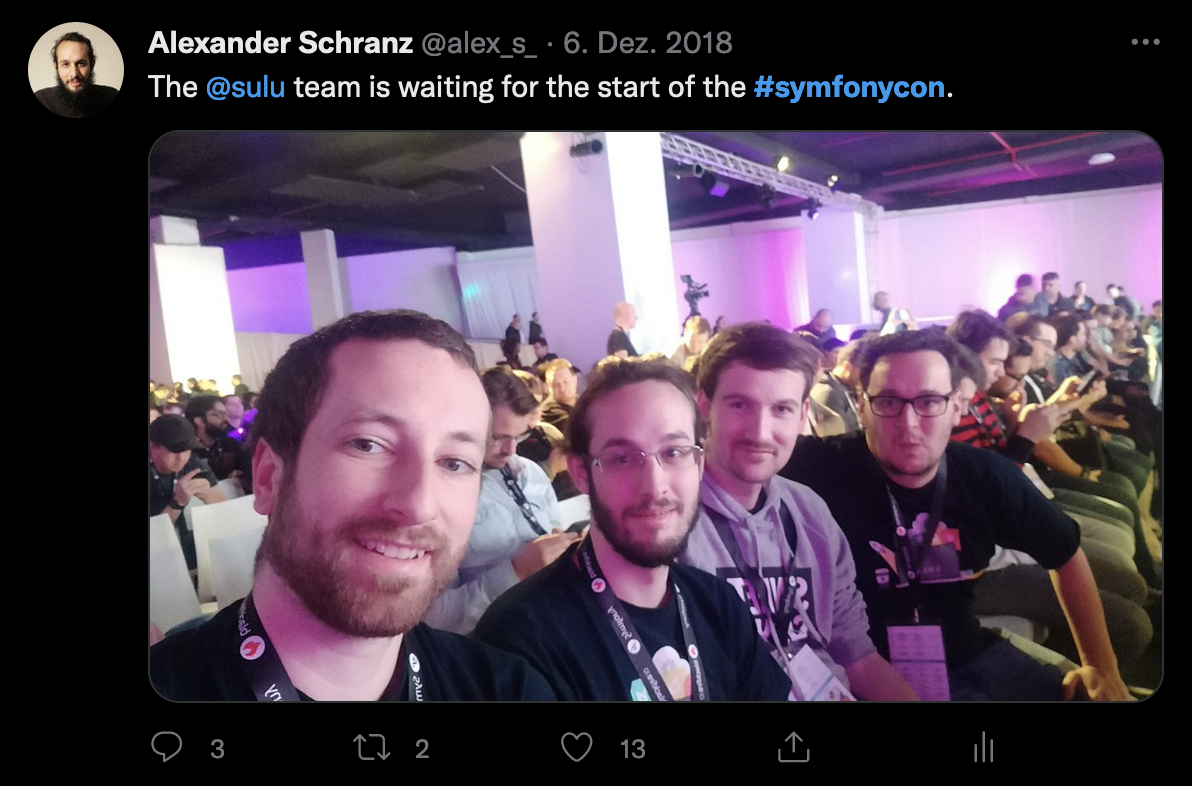 Alexander Schranz @alex_s_ · 6. Dez. 2018
The @sulu team is waiting for the start of the #symfonycon.
3 2 13